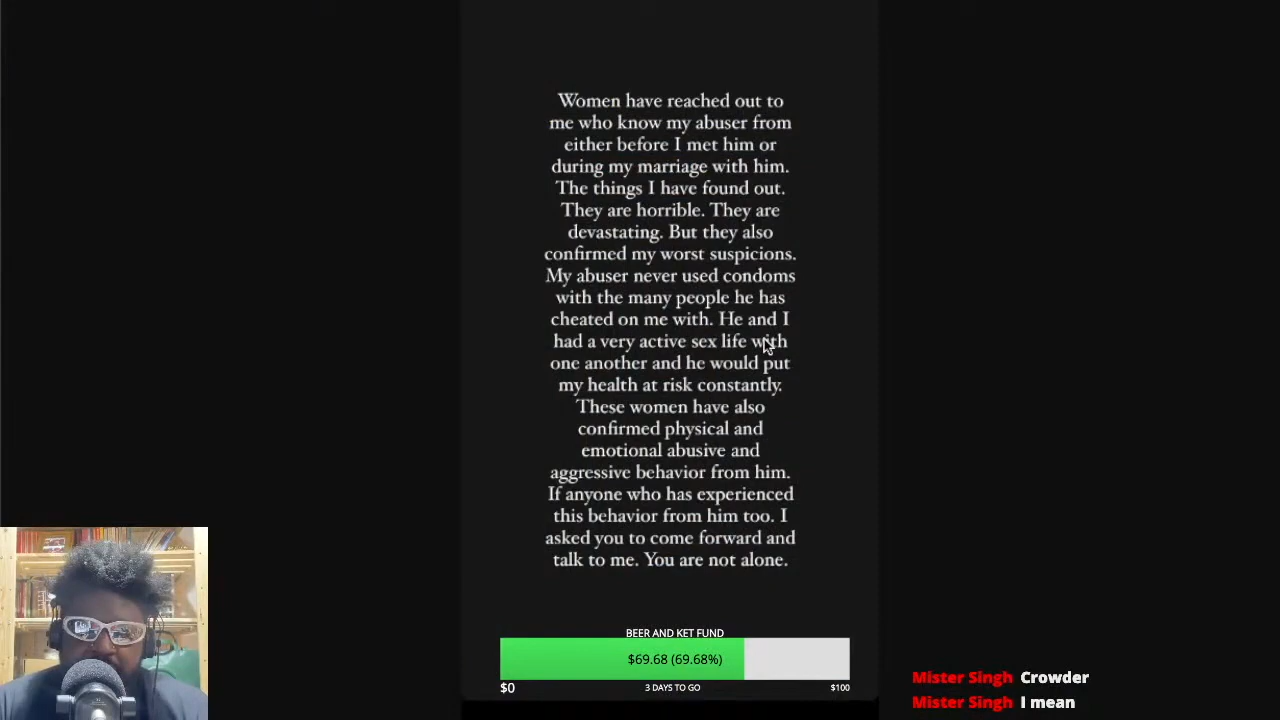 Women have reached out to
me who know my abuser from
either before I met him or
during my marriage with him.
The things I have found out.
They are horrible. They are
devastating. But they also
confirmed my worst suspicions.
My abuser never used condoms
with the many people he has
cheated on me with. He and I
had a very active sex life with
one another and he would put
my health at risk constantly.
These women have also
confirmed physical and
emotional abusive and
aggressive behavior from him.
If anyone who has experienced
this behavior from him too. I
asked you to come forward and
talk to me. You are not alone.
BEER AND KET FUND
$69.68 (69.68%)
$0
3 DAYS TO GO
$100
Mister Singh Crowder
Mister Singh I mean